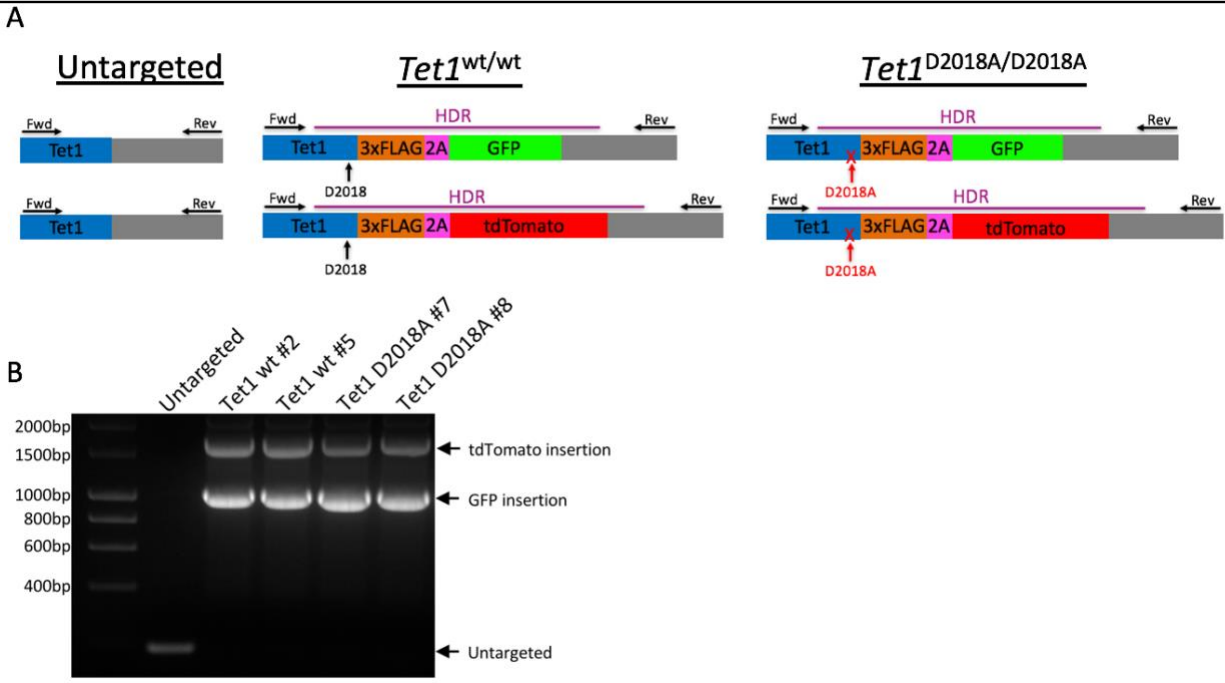 A
Untargeted
Tet1wt/wt
Tet1D2018A/D2018A
Fwd Rev
Tet1
Fwd Rev
Tet1
Fwd HDR Rev
Tet1 3xFLAG 2A GFP
D2018
Fwd HDR Rev
Tet1 3xFLAG 2A tdTomato
D2018
Fwd HDR Rev
Tet1 X 3xFLAG 2A GFP
D2018A
Fwd HDR Rev
Tet1 X 3xFLAG 2A tdTomato
D2018A
B
Untargeted
Tet1 wt #2
Tet1 wt #5
Tet1 D2018A #7
Tet1 D2018A #8
2000bp
1500bp
1000bp
800bp
600bp
400bp
tdTomato insertion
GFP insertion
Untargeted